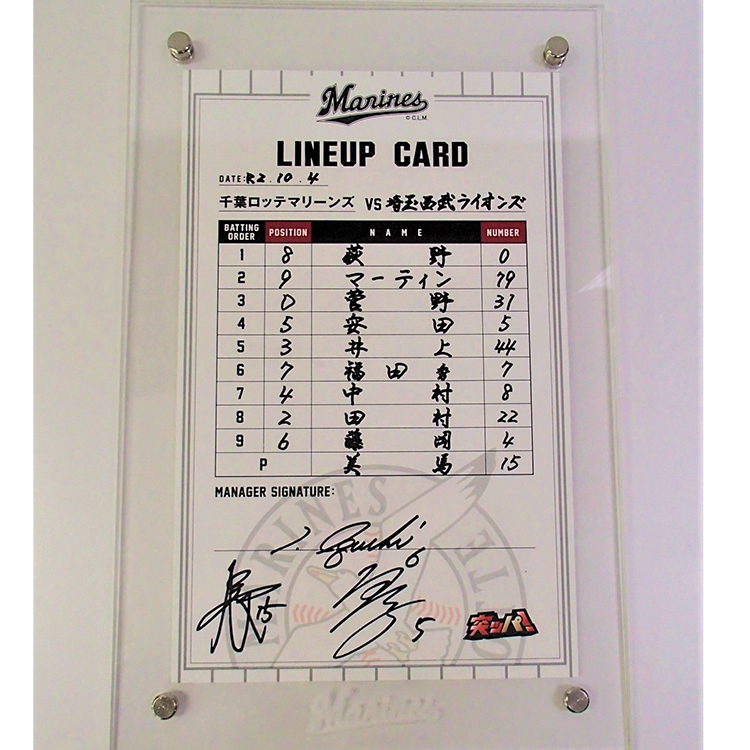 Marines
© C.L.M.
LINEUP CARD
DATE: R2.10.4
千葉ロッテマリーンズ VS 埼玉西武ライオンズ
BATTING ORDER POSITION NAME NUMBER
1 8 荻野 0
2 9 マーティン 79
3 D 菅野 31
4 5 安田 5
5 3 井上 44
6 7 福田秀 7
7 4 中村 8
8 2 田村 22
9 6 藤岡 4
P 美馬 15
MANAGER SIGNATURE:
MARINES
6
15
5
突ッパ!
Marines